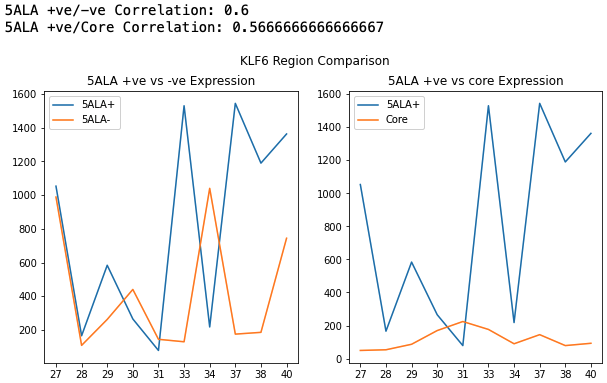 5ALA +ve/-ve Correlation: 0.6
5ALA +ve/Core Correlation: 0.5666666666666667
KLF6 Region Comparison
5ALA +ve vs -ve Expression
1600
1400
1200
1000
800
600
400
200
5ALA+
5ALA-
27 28 29 30 31 33 34 37 38 40
5ALA +ve vs core Expression
1600
1400
1200
1000
800
600
400
200
0
5ALA+
Core
27 28 29 30 31 33 34 37 38 40